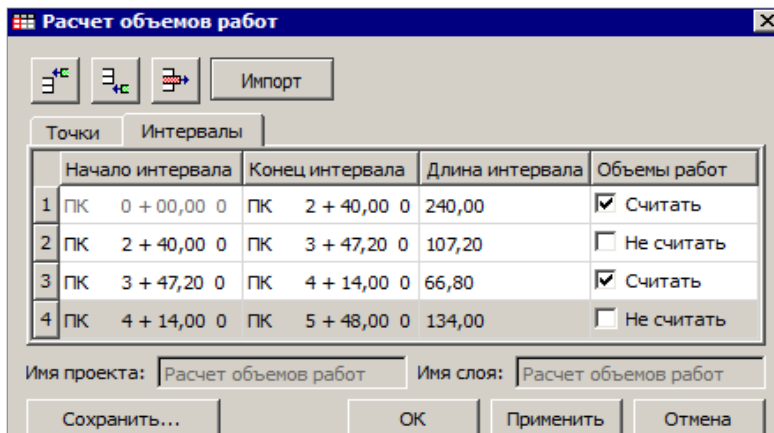 Расчет объемов работ
Импорт
Точки Интервалы
Начало интервала Конец интервала Длина интервала Объемы работ
1 ПК 0 + 00,00 0 ПК 2 + 40,00 0 240,00 Считать
2 ПК 2 + 40,00 0 ПК 3 + 47,20 0 107,20 Не считать
3 ПК 3 + 47,20 0 ПК 4 + 14,00 0 66,80 Считать
4 ПК 4 + 14,00 0 ПК 5 + 48,00 0 134,00 Не считать
Имя проекта: Расчет объемов работ Имя слоя: Расчет объемов работ
Сохранить... ОК Применить Отмена